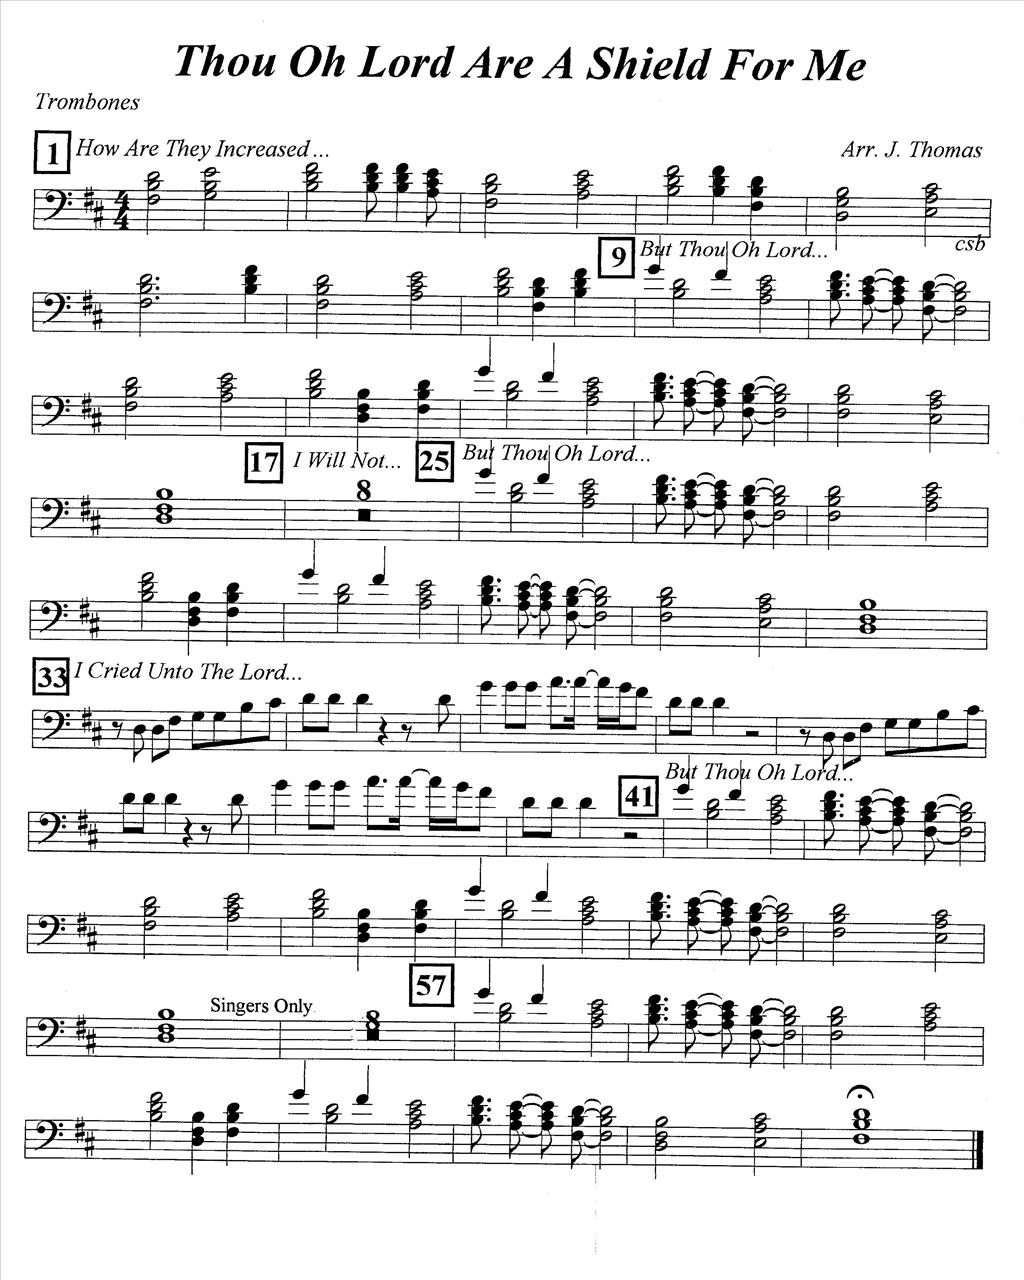 Thou Oh Lord Are A Shield For Me
Trombones
1 How Are They Increased ...
Arr. J. Thomas
4
4
csb
9 But Thou Oh Lord...
17 I Will Not... 25 But Thou Oh Lord...
8
33 I Cried Unto The Lord...
41 But Thou Oh Lord...
57
Singers Only
8